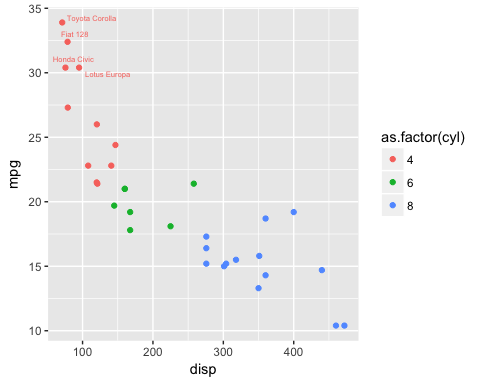 35
Toyota Corolla
Fiat 128
Honda Civic
30
Lotus Europa
25
as.factor(cyl)
4
mpg
6
20
8
15
10
100
200
300
400
disp